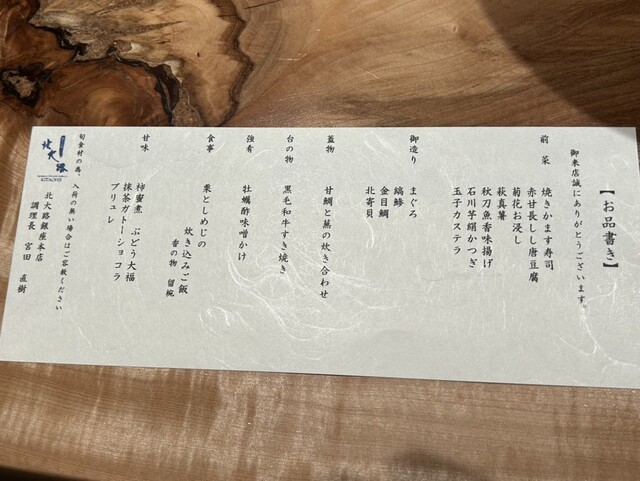 【お品書き】
御来店誠にありがとうございます。
前菜　焼きかます寿司
赤甘長しし唐豆腐
菊花お浸し
萩真薯
秋刀魚香味揚げ
石川芋絹かつぎ
玉子カステラ
御造り　まぐろ
縞鯵
金目鯛
北寄貝
蓋物　甘鯛と蕪の炊き合わせ
台の物　黒毛和牛すき焼き
強肴　牡蠣酢味噌かけ
食事　栗としめじの
炊き込みご飯
香の物　留椀
甘味　柿蜜煮　ぶどう大福
抹茶ガトーショコラ
ブリュレ
旬食材の為、入荷の無い場合はご容赦ください
北大路
北大路銀座本店
調理長　宮田　直樹